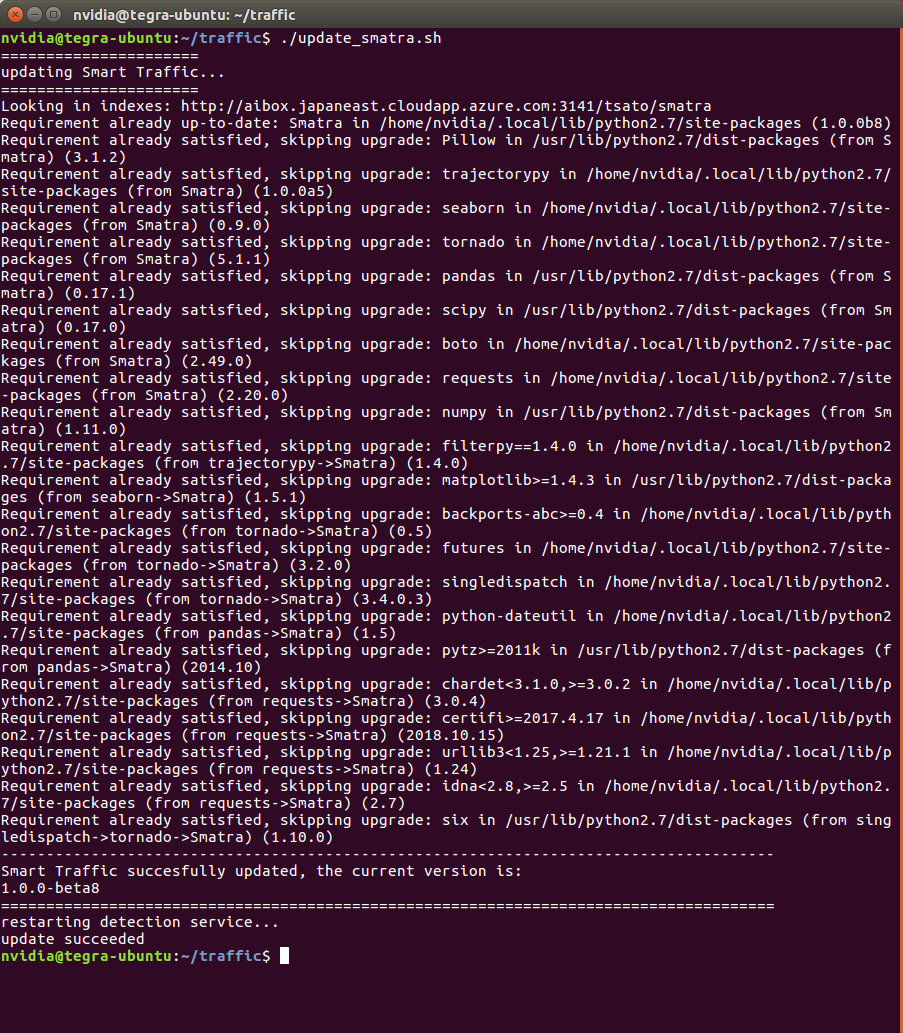 nvidia@tegra-ubuntu: ~/traffic
nvidia@tegra-ubuntu:~/traffic$ ./update_smatra.sh
======================
updating Smart Traffic...
======================
Looking in indexes: http://aibox.japaneast.cloudapp.azure.com:3141/tsato/smatra
Requirement already up-to-date: Smatra in /home/nvidia/.local/lib/python2.7/site-packages (1.0.0b8)
Requirement already satisfied, skipping upgrade: Pillow in /usr/lib/python2.7/dist-packages (from S
matra) (3.1.2)
Requirement already satisfied, skipping upgrade: trajectorypy in /home/nvidia/.local/lib/python2.7/
site-packages (from Smatra) (1.0.0a5)
Requirement already satisfied, skipping upgrade: seaborn in /home/nvidia/.local/lib/python2.7/site-
packages (from Smatra) (0.9.0)
Requirement already satisfied, skipping upgrade: tornado in /home/nvidia/.local/lib/python2.7/site-
packages (from Smatra) (5.1.1)
Requirement already satisfied, skipping upgrade: pandas in /usr/lib/python2.7/dist-packages (from S
matra) (0.17.1)
Requirement already satisfied, skipping upgrade: scipy in /usr/lib/python2.7/dist-packages (from Sm
atra) (0.17.0)
Requirement already satisfied, skipping upgrade: boto in /home/nvidia/.local/lib/python2.7/site-pac
kages (from Smatra) (2.49.0)
Requirement already satisfied, skipping upgrade: requests in /home/nvidia/.local/lib/python2.7/site
-packages (from Smatra) (2.20.0)
Requirement already satisfied, skipping upgrade: numpy in /usr/lib/python2.7/dist-packages (from Sm
atra) (1.11.0)
Requirement already satisfied, skipping upgrade: filterpy==1.4.0 in /home/nvidia/.local/lib/python2
.7/site-packages (from trajectorypy->Smatra) (1.4.0)
Requirement already satisfied, skipping upgrade: matplotlib>=1.4.3 in /usr/lib/python2.7/dist-packa
ges (from seaborn->Smatra) (1.5.1)
Requirement already satisfied, skipping upgrade: backports-abc>=0.4 in /home/nvidia/.local/lib/pyth
on2.7/site-packages (from tornado->Smatra) (0.5)
Requirement already satisfied, skipping upgrade: futures in /home/nvidia/.local/lib/python2.7/site-
packages (from tornado->Smatra) (3.2.0)
Requirement already satisfied, skipping upgrade: singledispatch in /home/nvidia/.local/lib/python2.
7/site-packages (from tornado->Smatra) (3.4.0.3)
Requirement already satisfied, skipping upgrade: python-dateutil in /home/nvidia/.local/lib/python2
.7/site-packages (from pandas->Smatra) (1.5)
Requirement already satisfied, skipping upgrade: pytz>=2011k in /usr/lib/python2.7/dist-packages (f
rom pandas->Smatra) (2014.10)
Requirement already satisfied, skipping upgrade: chardet<3.1.0,>=3.0.2 in /home/nvidia/.local/lib/p
ython2.7/site-packages (from requests->Smatra) (3.0.4)
Requirement already satisfied, skipping upgrade: certifi>=2017.4.17 in /home/nvidia/.local/lib/pyth
on2.7/site-packages (from requests->Smatra) (2018.10.15)
Requirement already satisfied, skipping upgrade: urllib3<1.25,>=1.21.1 in /home/nvidia/.local/lib/p
ython2.7/site-packages (from requests->Smatra) (1.24)
Requirement already satisfied, skipping upgrade: idna<2.8,>=2.5 in /home/nvidia/.local/lib/python2.
7/site-packages (from requests->Smatra) (2.7)
Requirement already satisfied, skipping upgrade: six in /usr/lib/python2.7/dist-packages (from sing
ledispatch->tornado->Smatra) (1.10.0)
--------------------------------------------------------------------------------------
Smart Traffic succesfully updated, the current version is:
1.0.0-beta8
======================================================================================
restarting detection service...
update succeeded
nvidia@tegra-ubuntu:~/traffic$